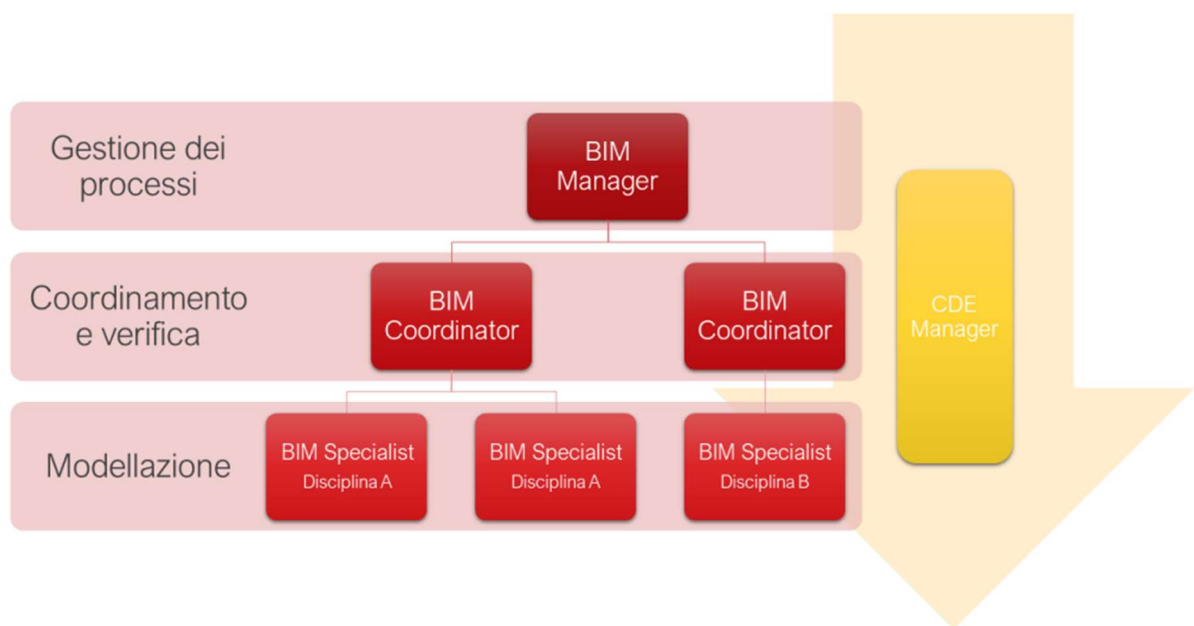 Gestione dei
processi
BIM
Manager
Coordinamento
e verifica
BIM
Coordinator
BIM
Coordinator
CDE
Manager
Modellazione
BIM Specialist
Disciplina A
BIM Specialist
Disciplina A
BIM Specialist
Disciplina B